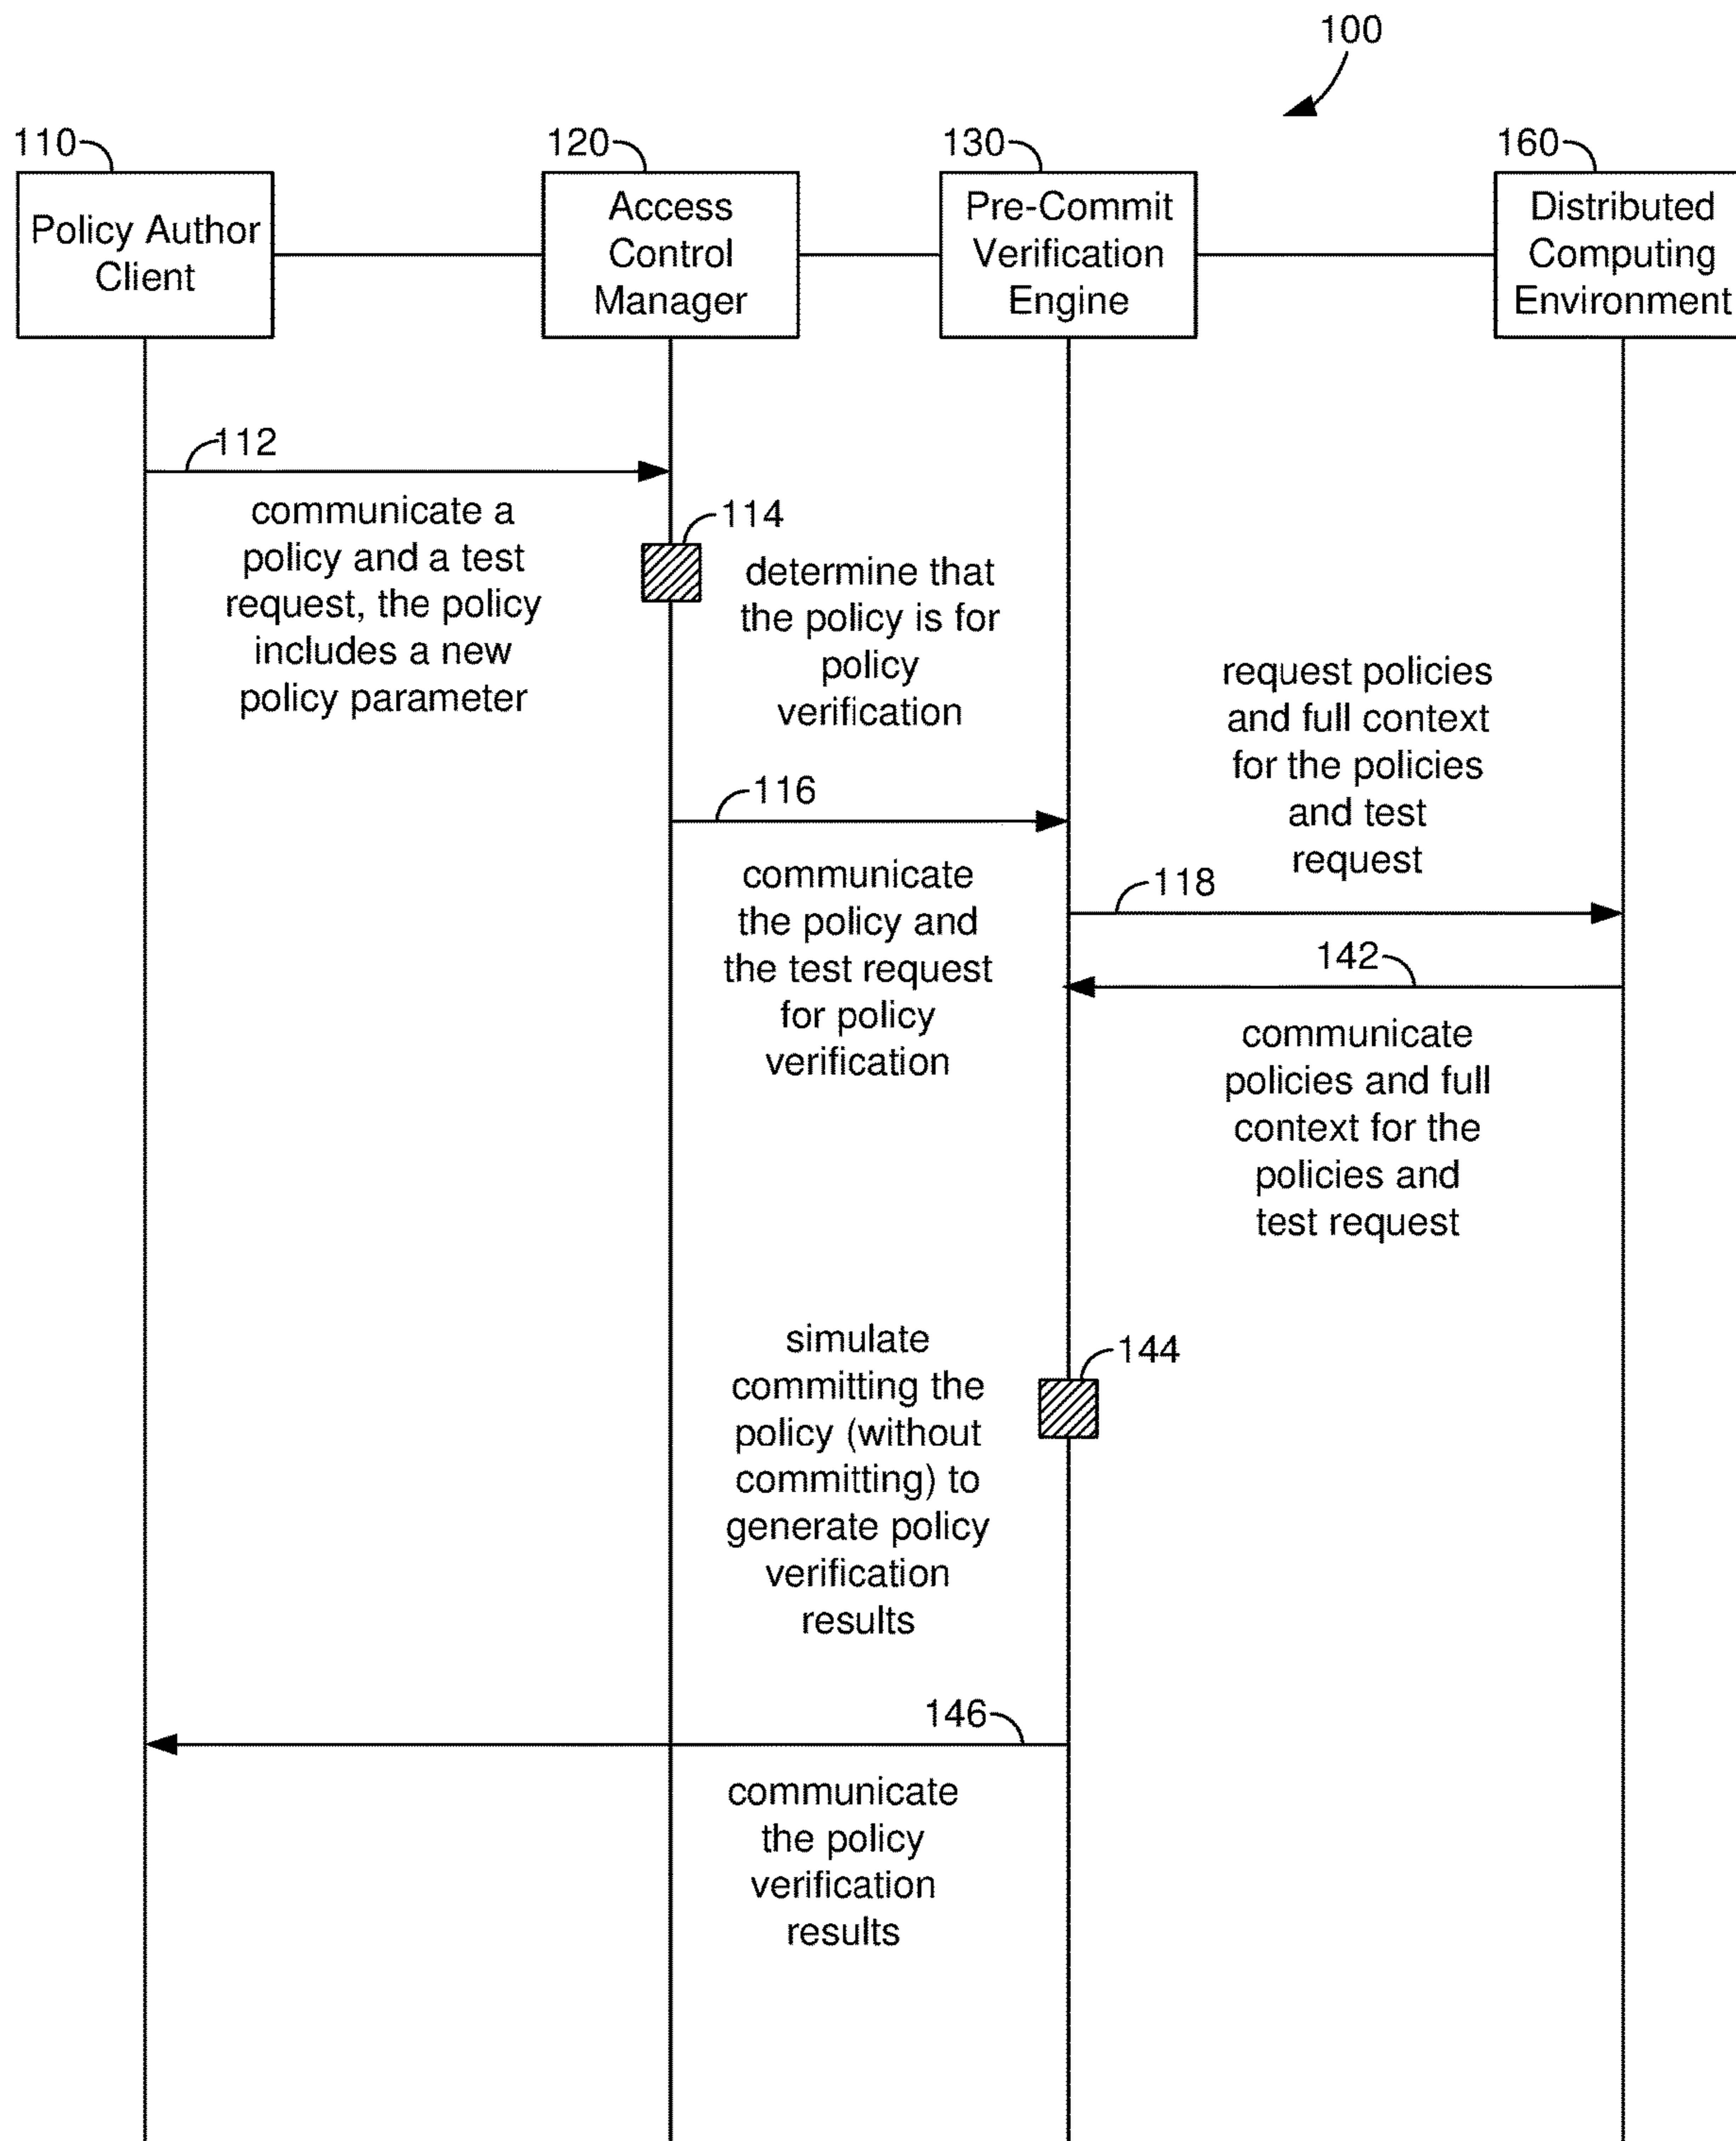 100
110
120
130
160
Policy Author
Client
Access
Control
Manager
Pre-Commit
Verification
Engine
Distributed
Computing
Environment
112
communicate a
policy and a test
request, the policy
includes a new
policy parameter
114
determine that
the policy is for
policy
verification
116
communicate
the policy and
the test request
for policy
verification
request policies
and full context
for the policies
and test
request
118
142
communicate
policies and full
context for the
policies and
test request
simulate
committing the
policy (without
committing) to
generate policy
verification
results
144
146
communicate
the policy
verification
results